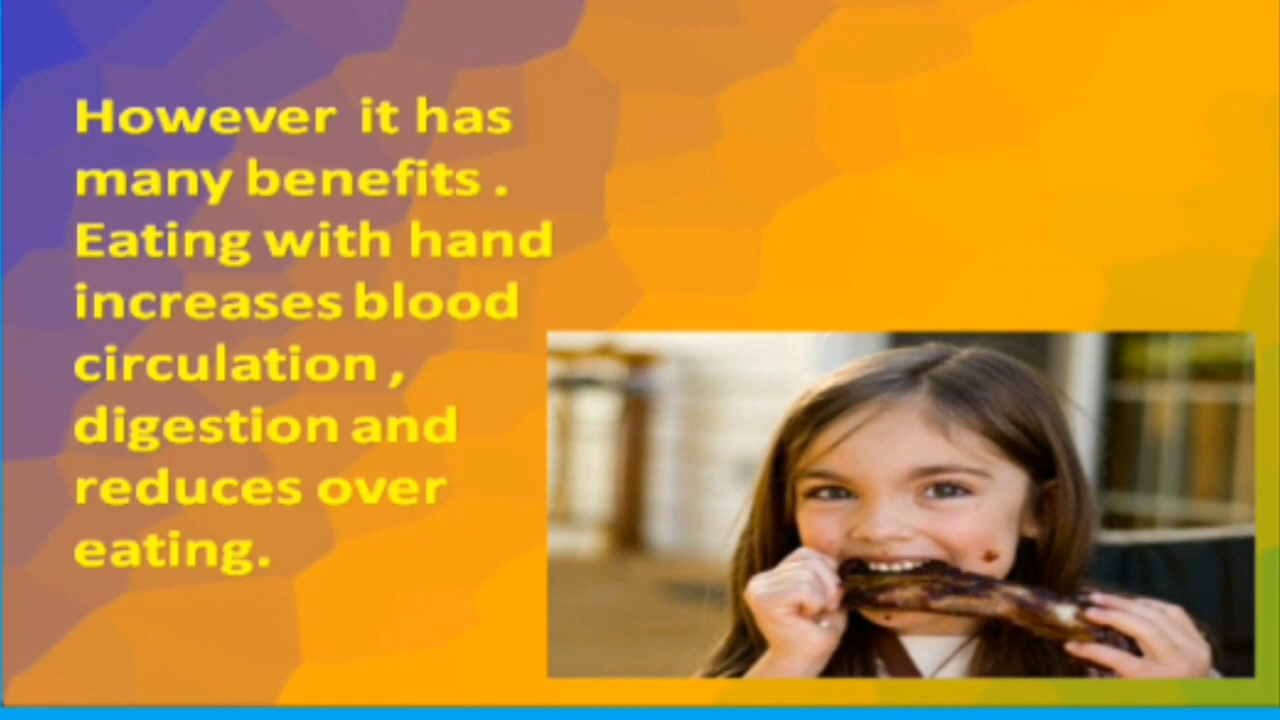 However it has
many benefits .
Eating with hand
increases blood
circulation ,
digestion and
reduces over
eating.